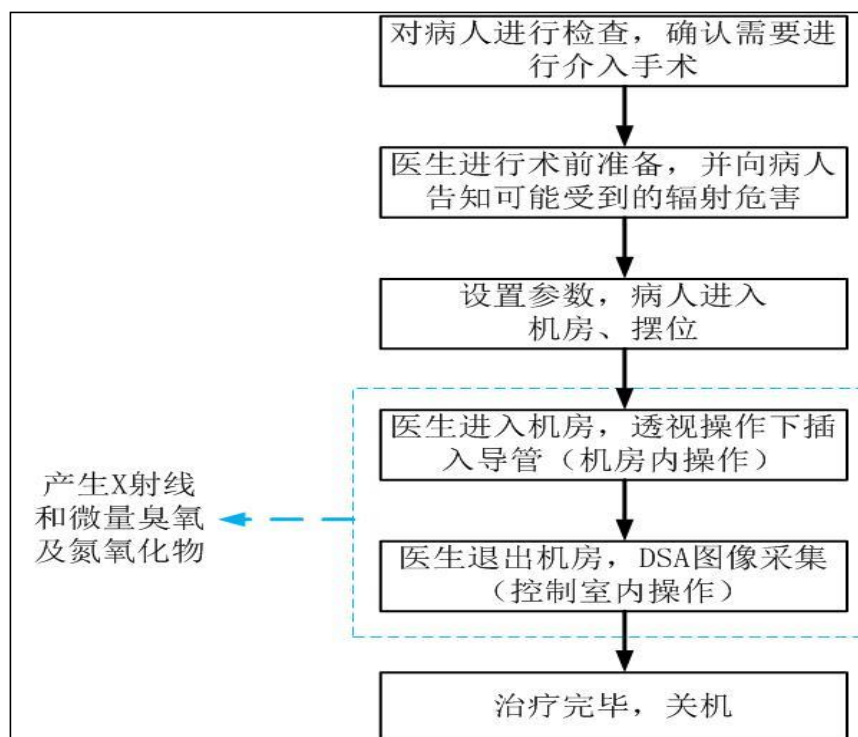 对病人进行检查，确认需要进
行介入手术
医生进行术前准备，并向病人
告知可能受到的辐射危害
设置参数，病人进入
机房、摆位
医生进入机房，透视操作下插
入导管（机房内操作）
产生X射线
和微量臭氧
及氮氧化物
医生退出机房，DSA图像采集
（控制室内操作）
治疗完毕，关机